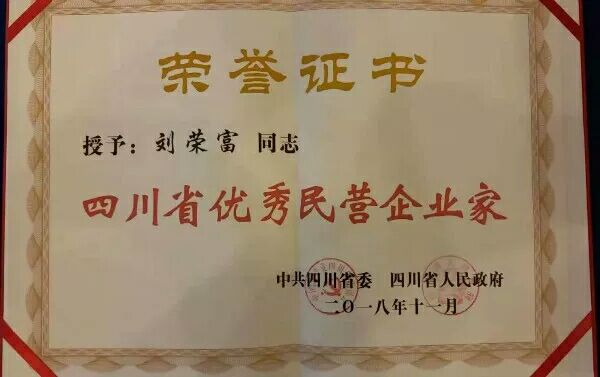 荣誉证书
授予：刘荣富 同志
四川省优秀民营企业家
中共四川省委 四川省人民政府
二〇一八年十一月